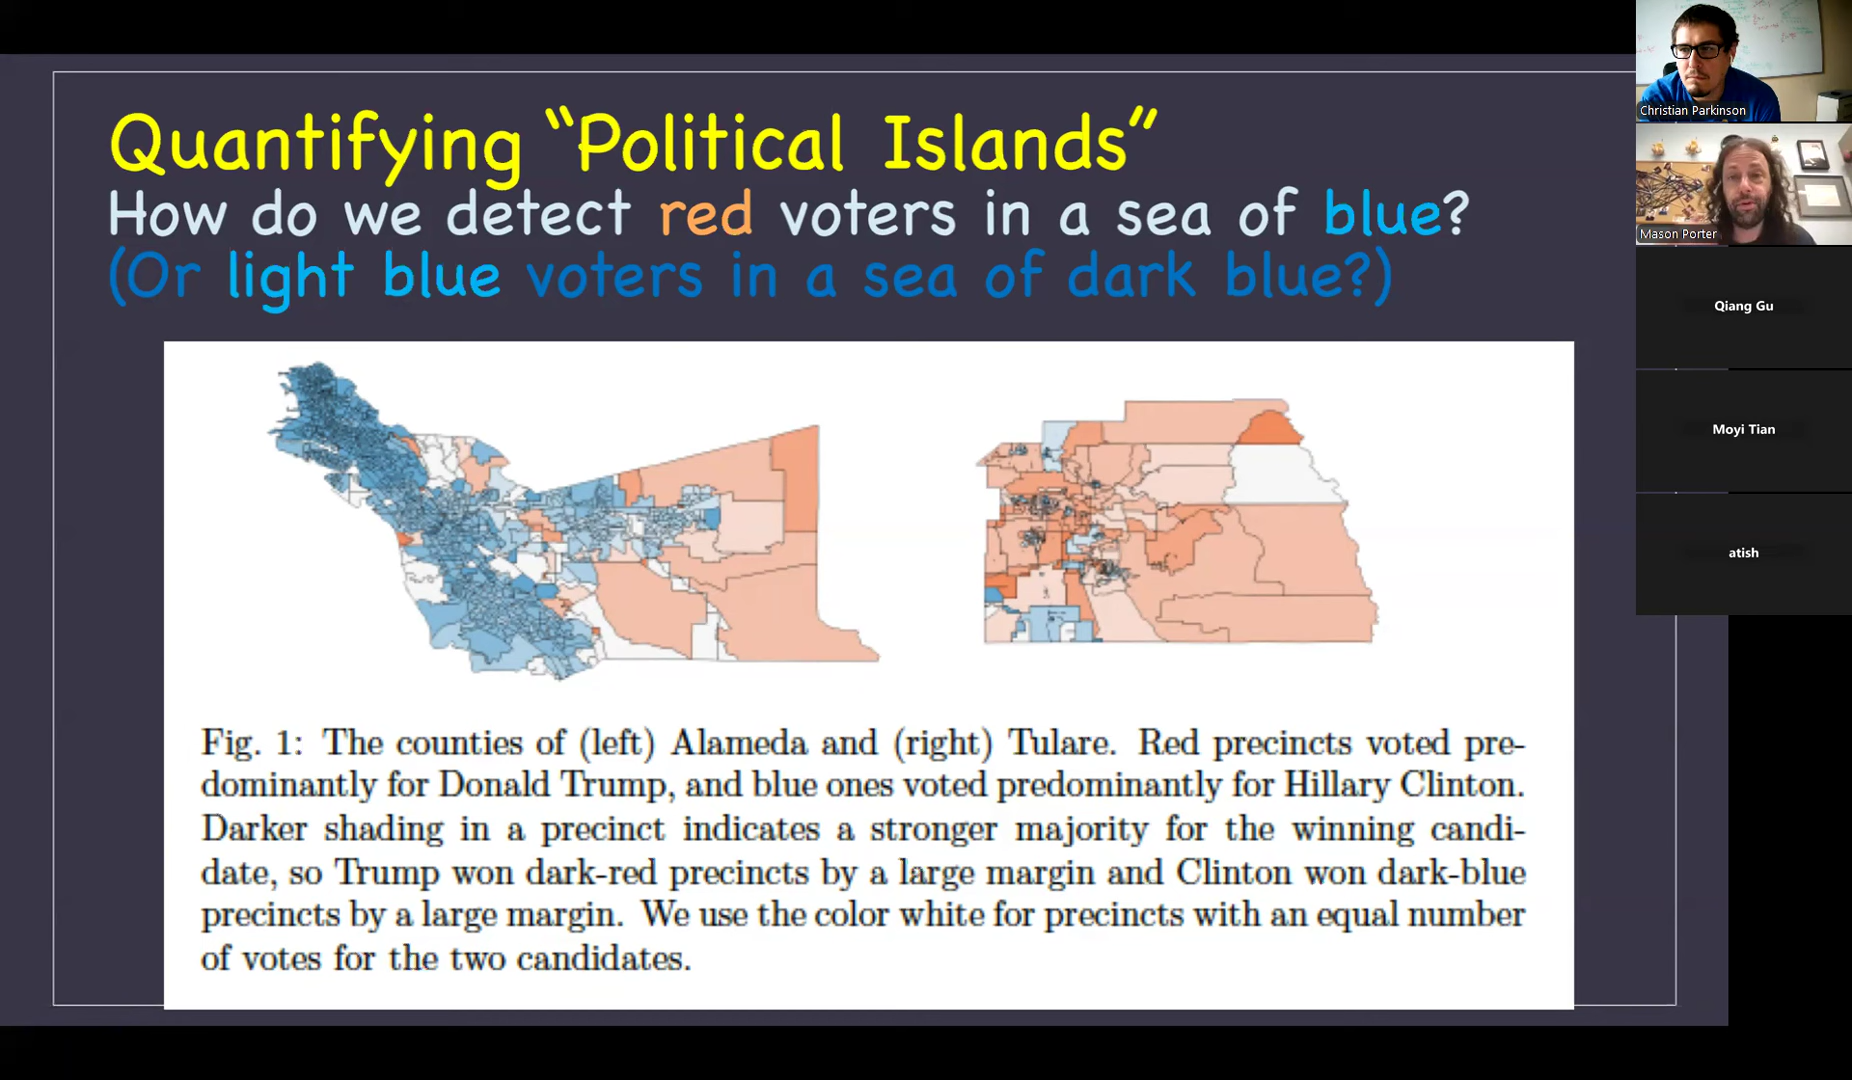 Quantifying “Political Islands”
How do we detect red voters in a sea of blue?
(Or light blue voters in a sea of dark blue?)
Fig. 1: The counties of (left) Alameda and (right) Tulare. Red precincts voted pre-
dominantly for Donald Trump, and blue ones voted predominantly for Hillary Clinton.
Darker shading in a precinct indicates a stronger majority for the winning candi-
date, so Trump won dark-red precincts by a large margin and Clinton won dark-blue
precincts by a large margin. We use the color white for precincts with an equal number
of votes for the two candidates.
Christian Parkinson
Mason Porter
Qiang Gu
Moyi Tian
atish